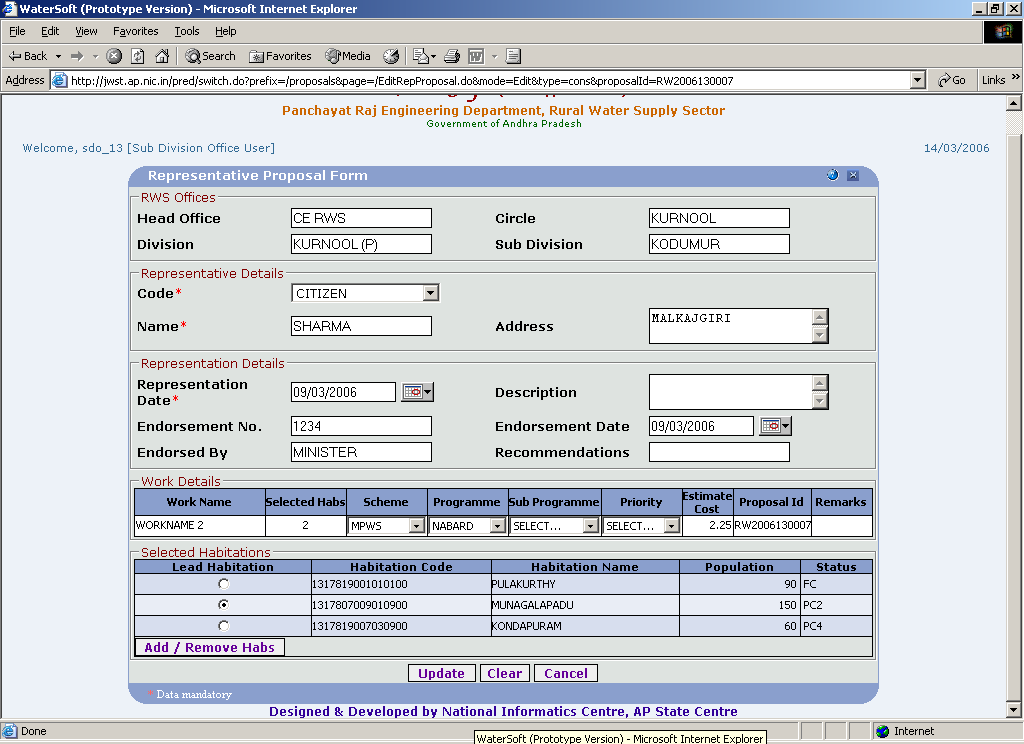 WaterSoft (Prototype Version) - Microsoft Internet Explorer
File Edit View Favorites Tools Help
Back Search Favorites Media
Address http://jwst.ap.nic.in/pred/switch.do?prefix=/proposals&page=/EditRepProposal.do&mode=Edit&type=cons&proposalId=RW2006130007 Go Links »
Panchayat Raj Engineering Department, Rural Water Supply Sector
Government of Andhra Pradesh
Welcome, sdo_13 [Sub Division Office User] 14/03/2006
Representative Proposal Form
RWS Offices
Head Office CE RWS Circle KURNOOL
Division KURNOOL (P) Sub Division KODUMUR
Representative Details
Code* CITIZEN
Name* SHARMA Address MALKAJGIRI
Representation Details
Representation Date* 09/03/2006 Description
Endorsement No. 1234 Endorsement Date 09/03/2006
Endorsed By MINISTER Recommendations
Work Details
Work Name Selected Habs Scheme Programme Sub Programme Priority Estimate Cost Proposal Id Remarks
WORKNAME 2 2 MPWS NABARD SELECT... SELECT... 2.25 RW2006130007
Selected Habitations
Lead Habitation Habitation Code Habitation Name Population Status
1317819001010100 PULAKURTHY 90 FC
1317807009010900 MUNAGALAPADU 150 PC2
1317819007030900 KONDAPURAM 60 PC4
Add / Remove Habs
Update Clear Cancel
* Data mandatory
Designed & Developed by National Informatics Centre, AP State Centre
Done Internet
WaterSoft (Prototype Version) - Microsoft Internet Explorer